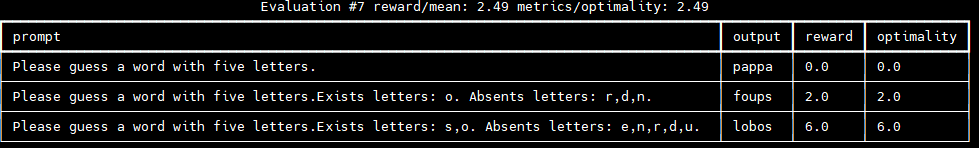 Evaluation #7 reward/mean: 2.49 metrics/optimality: 2.49
prompt output reward optimality
Please guess a word with five letters. pappa 0.0 0.0
Please guess a word with five letters.Exists letters: o. Absents letters: r,d,n. foups 2.0 2.0
Please guess a word with five letters.Exists letters: s,o. Absents letters: e,n,r,d,u. lobos 6.0 6.0